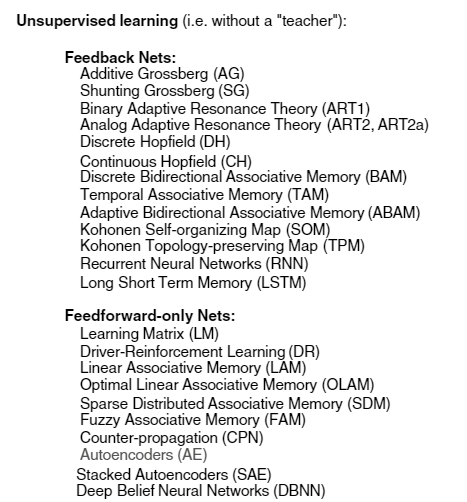 Unsupervised learning (i.e. without a "teacher"):
Feedback Nets:
Additive Grossberg (AG)
Shunting Grossberg (SG)
Binary Adaptive Resonance Theory (ART1)
Analog Adaptive Resonance Theory (ART2, ART2a)
Discrete Hopfield (DH)
Continuous Hopfield (CH)
Discrete Bidirectional Associative Memory (BAM)
Temporal Associative Memory (TAM)
Adaptive Bidirectional Associative Memory (ABAM)
Kohonen Self-organizing Map (SOM)
Kohonen Topology-preserving Map (TPM)
Recurrent Neural Networks (RNN)
Long Short Term Memory (LSTM)
Feedforward-only Nets:
Learning Matrix (LM)
Driver-Reinforcement Learning (DR)
Linear Associative Memory (LAM)
Optimal Linear Associative Memory (OLAM)
Sparse Distributed Associative Memory (SDM)
Fuzzy Associative Memory (FAM)
Counter-propagation (CPN)
Autoencoders (AE)
Stacked Autoencoders (SAE)
Deep Belief Neural Networks (DBNN)